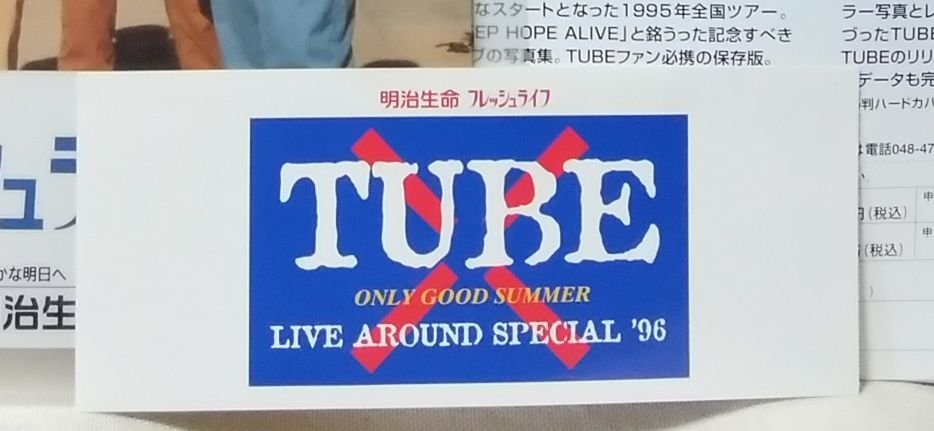 なスタートとなった1995年全国ツアー。
EP HOPE ALIVE」と銘うった記念すべき
の写真集。TUBEファン必携の保存版。
ラー写真とレ
づったTUBE
TUBEのリリ
データも完
判ハードカバ
明治生命 フレッシュライフ
TUBE
ONLY GOOD SUMMER
LIVE AROUND SPECIAL '96
は電話048-47
申
円(税込)
申
(税込)
ュ
かな明日へ
治生